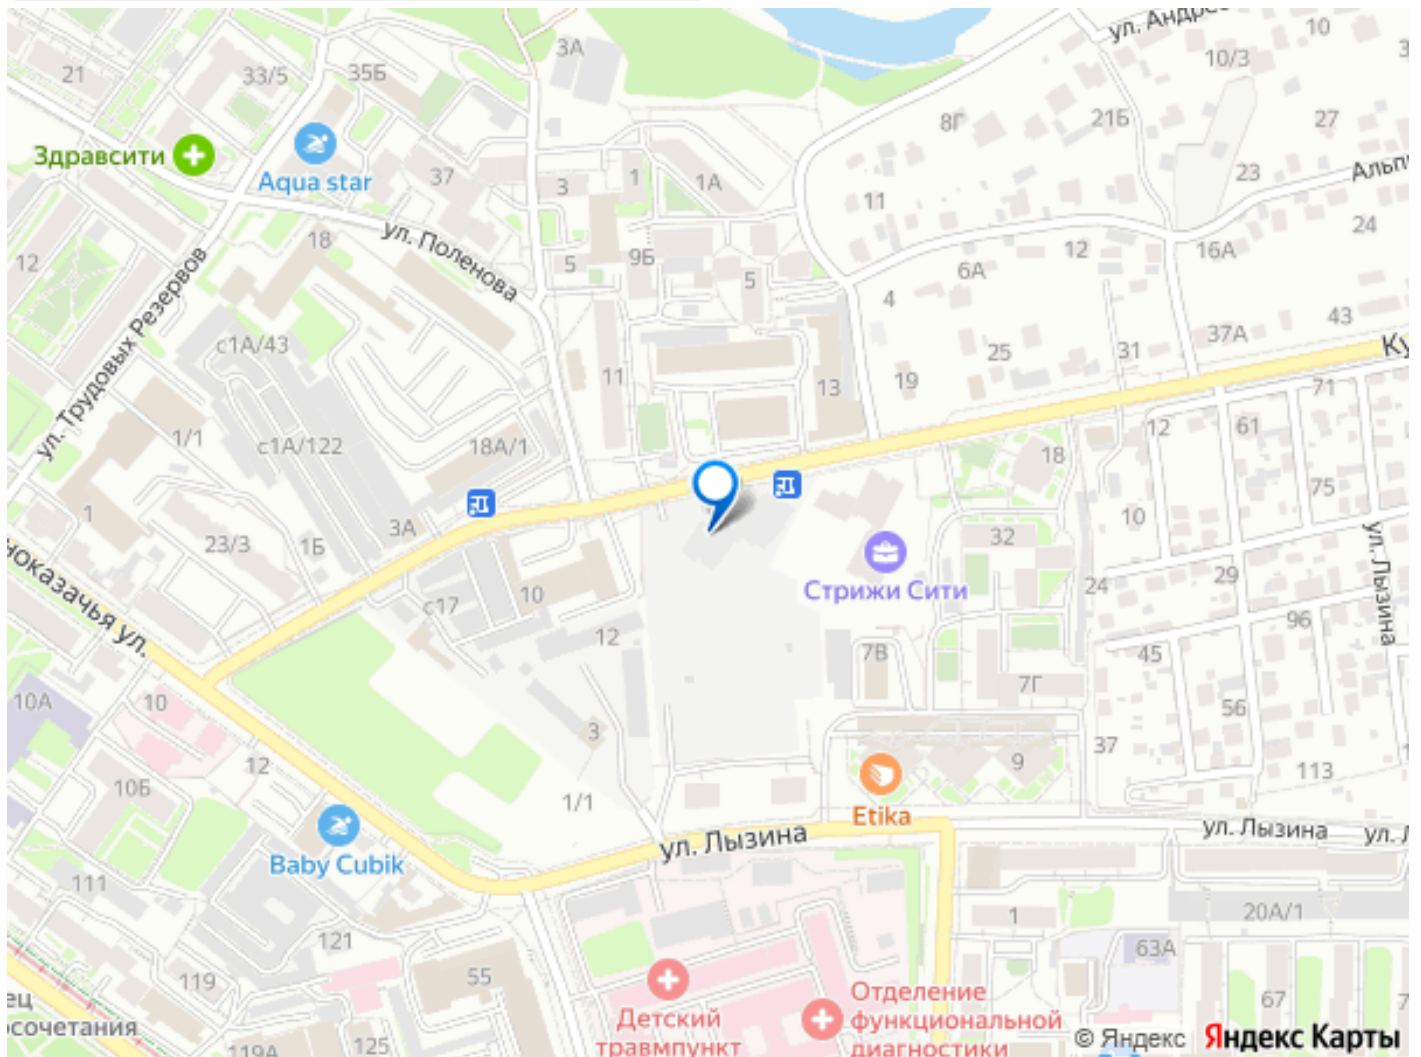 ул. Андре
10
10/3
3А
21
33/5
35Б
8Г
21Б
27
Здравсити
Aqua star
37
3
1
1А
23
Альп
11
18
ул. Поленова
12
5
9Б
5
6А
12
16А
24
ул. Трудовых Резервов
4
43
37А
Ку
с1А/43
25
31
11
19
13
71
1/1
с1А/122
18А/1
12
61
18
75
1
3А
10
23/3
1Б
32
ул. Лызина
Стрижи Сити
24
29
ноказачья ул.
с17
10
12
96
7В
45
10А
10
7Г
56
3
37
12
9
113
10Б
1/1
Etika
ул. Лызина
ул. Лызина
ул. Л
Baby Cubik
111
1
20А/1
121
63А
119
55
Детский
травмпункт
Отделение
функциональной
диагностики
67
ец
осочетания
119А
125
© Яндекс Яндекс Карты